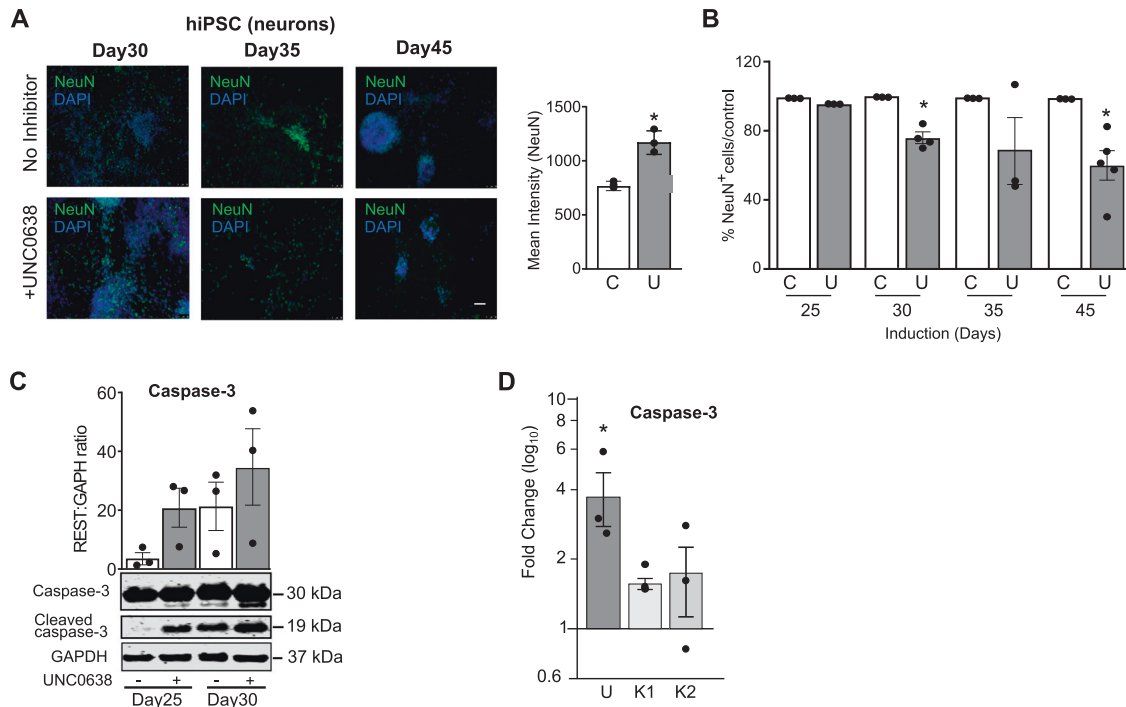 A
hiPSC (neurons)
Day30
Day35
Day45
No Inhibitor
NeuN
DAPI
NeuN
DAPI
NeuN
DAPI
+UNC0638
NeuN
DAPI
NeuN
DAPI
NeuN
DAPI
Mean Intensity (NeuN)
1500
1000
500
0
*
C U
B
% NeuN⁺cells/control
120
80
40
0
*
*
C U C U C U C U
25 30 35 45
Induction (Days)
C
Caspase-3
REST:GAPH ratio
60
40
20
0
Caspase-3
30 kDa
Cleaved
caspase-3
19 kDa
GAPDH
37 kDa
UNC0638 - + - +
Day25 Day30
D
Caspase-3
Fold Change (log₁₀)
10
8
6
4
2
1
0.6
*
U K1 K2